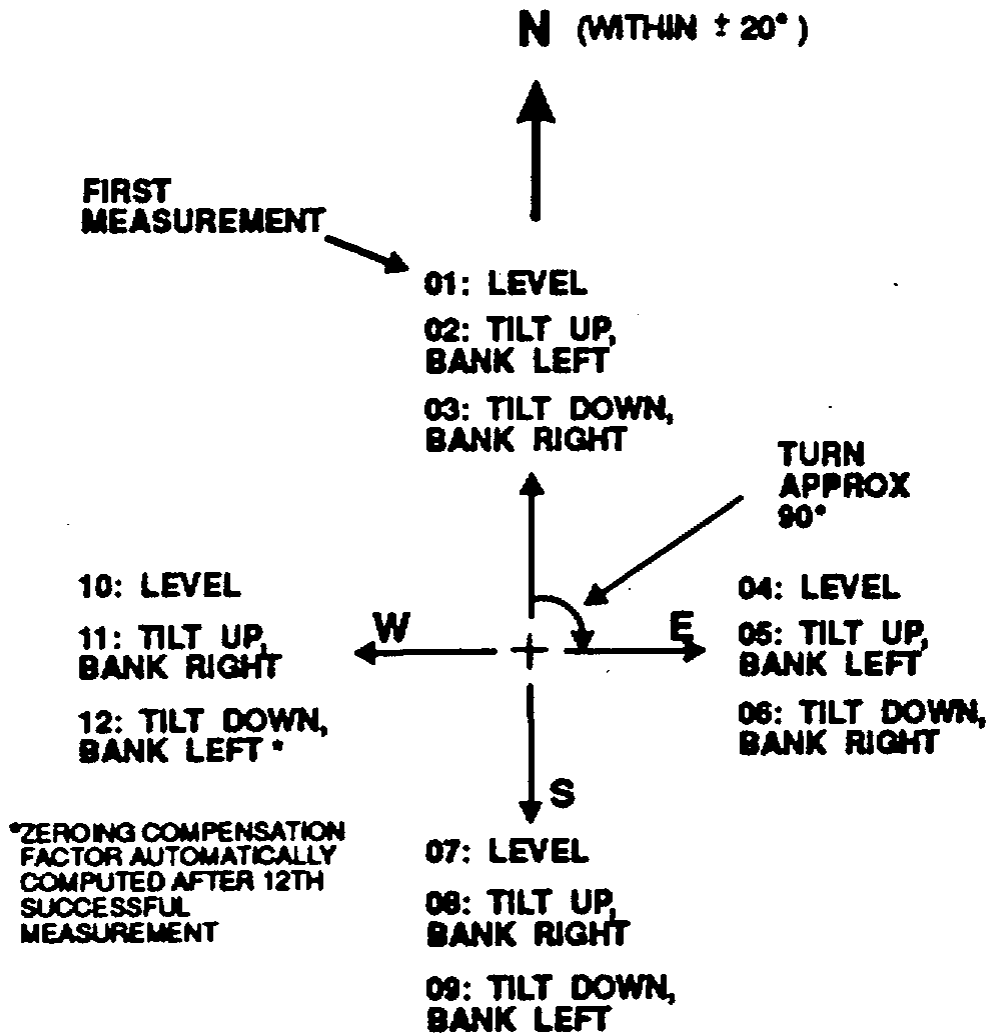 N (WITHIN ± 20°)
FIRST
MEASUREMENT
01: LEVEL
02: TILT UP,
BANK LEFT
03: TILT DOWN,
BANK RIGHT
TURN
APPROX
90°
10: LEVEL
11: TILT UP,
BANK RIGHT
12: TILT DOWN,
BANK LEFT *
W
E
04: LEVEL
05: TILT UP,
BANK LEFT
06: TILT DOWN,
BANK RIGHT
S
07: LEVEL
08: TILT UP,
BANK RIGHT
09: TILT DOWN,
BANK LEFT
*ZEROING COMPENSATION
FACTOR AUTOMATICALLY
COMPUTED AFTER 12TH
SUCCESSFUL
MEASUREMENT